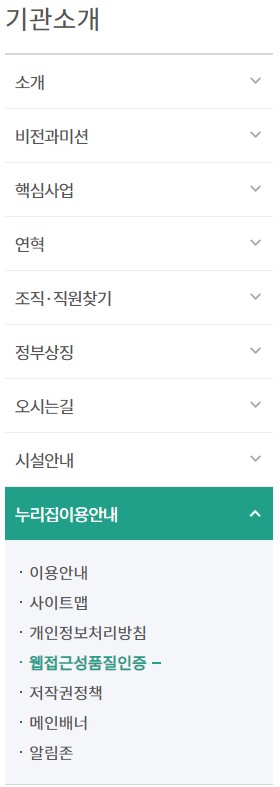 기관소개
소개
비전과미션
핵심사업
연혁
조직·직원찾기
정부상징
오시는길
시설안내
누리집이용안내
· 이용안내
· 사이트맵
· 개인정보처리방침
· 웹접근성품질인증 –
· 저작권정책
· 메인배너
· 알림존